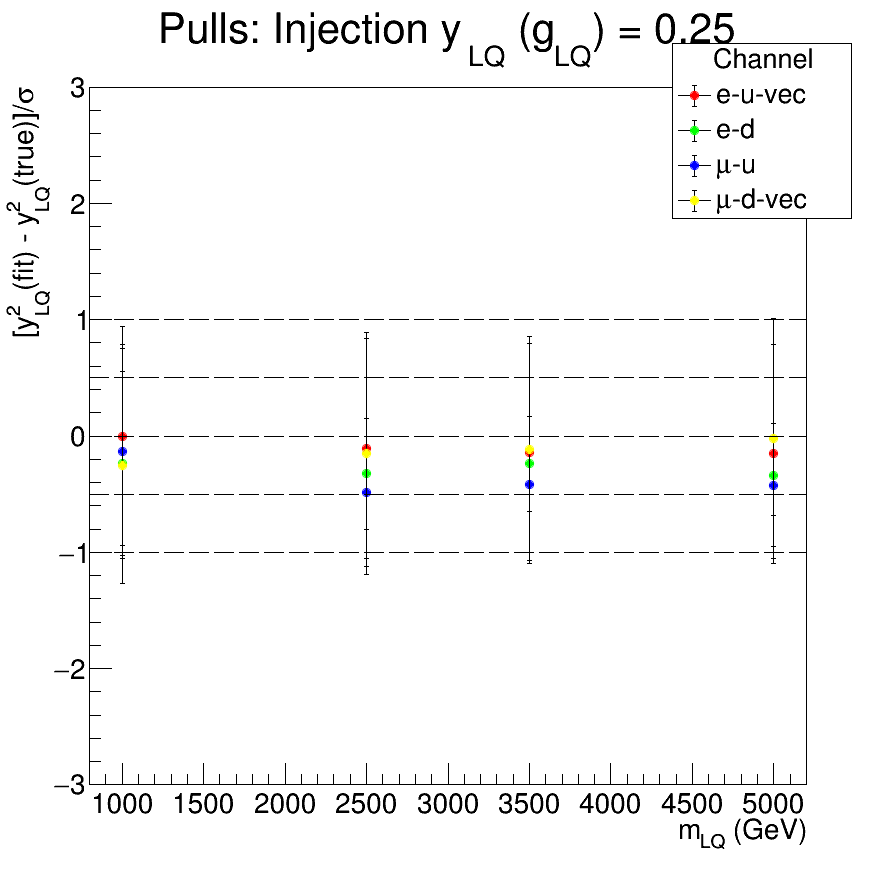 Pulls: Injection y_LQ (g_LQ) = 0.25
Channel
e-u-vec
e-d
μ-u
μ-d-vec
[y²_LQ(fit) - y²_LQ(true)]/σ
3
2
1
0
−1
−2
−3
1000 1500 2000 2500 3000 3500 4000 4500 5000
m_LQ (GeV)